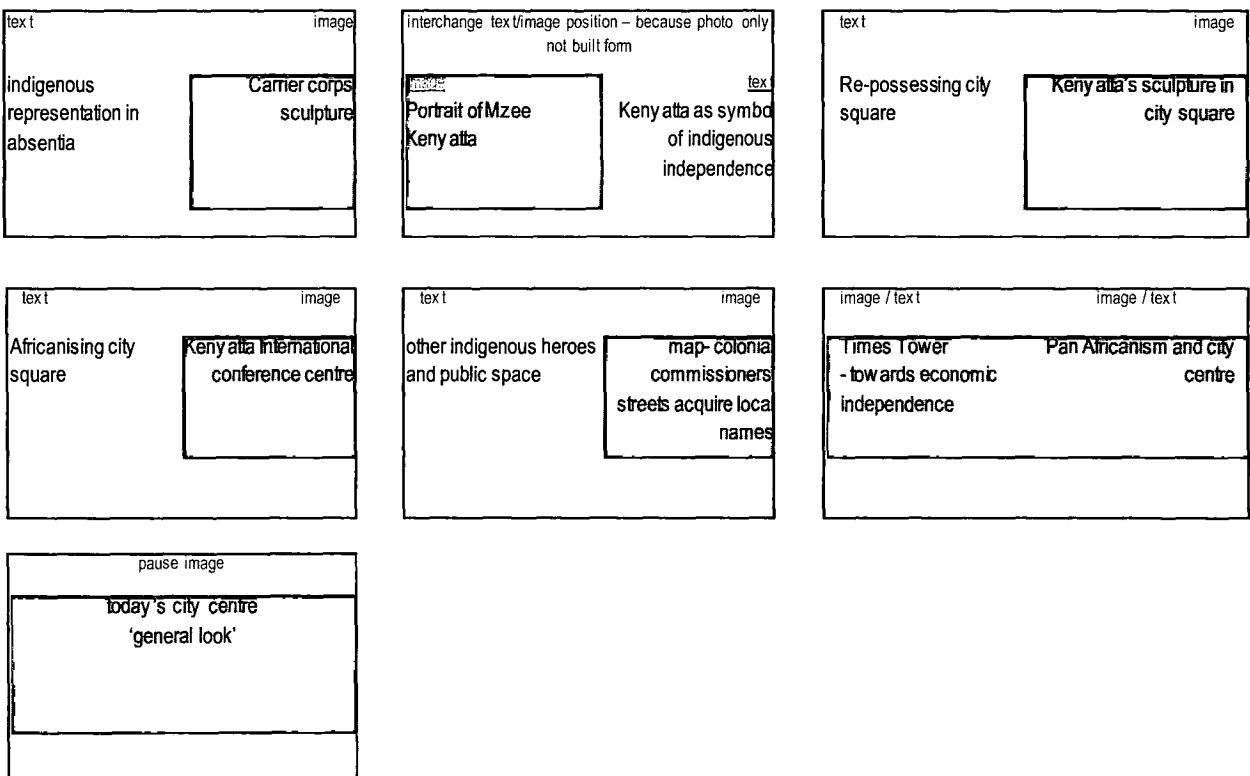 text image
indigenous
representation in
absentia
Carrier corps
sculpture
interchange text/image position – because photo only
not built form
image
Portrait of Mzee
Kenyatta
text
Kenyatta as symbol
of indigenous
independence
text image
Re-possessing city
square
Kenyatta's sculpture in
city square
text image
Africanising city
square
Kenyatta International
conference centre
text image
other indigenous heroes
and public space
map- colonial
commissioners
streets acquire local
names
image / text image / text
Times Tower
- towards economic
independence
Pan Africanism and city
centre
pause image
today's city centre
'general look'